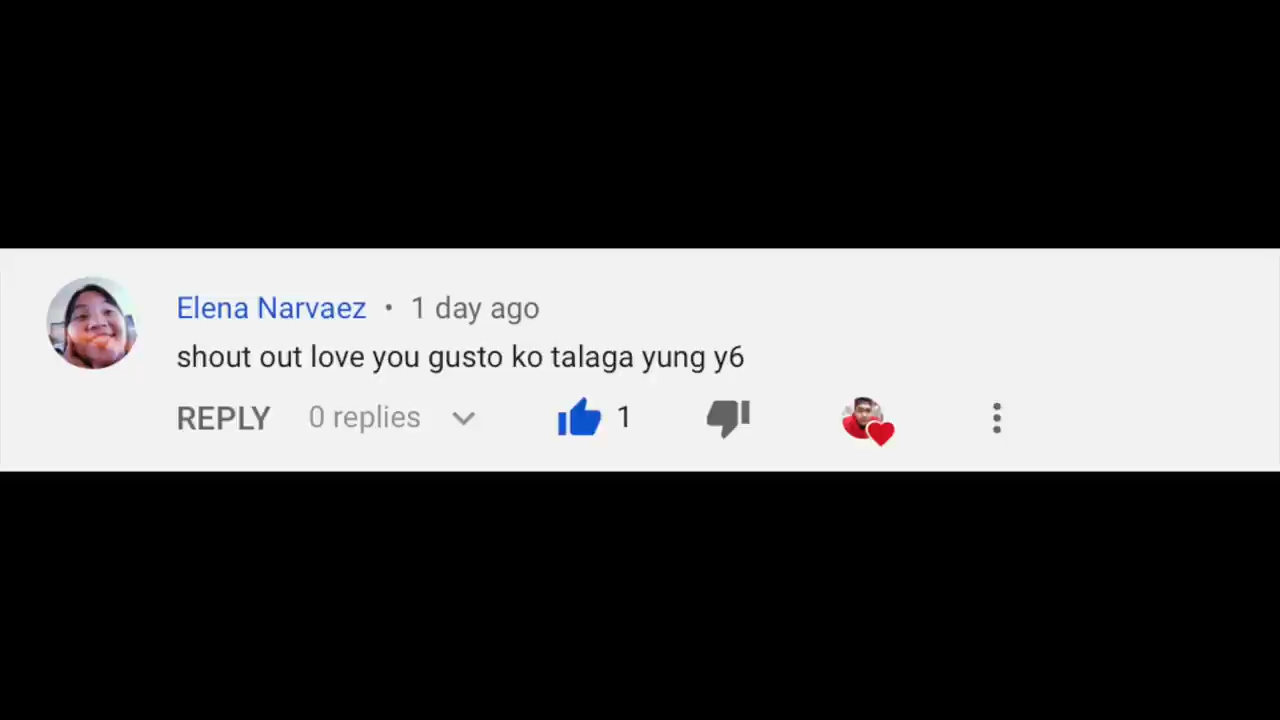 Elena Narvaez • 1 day ago
shout out love you gusto ko talaga yung y6
REPLY 0 replies 1